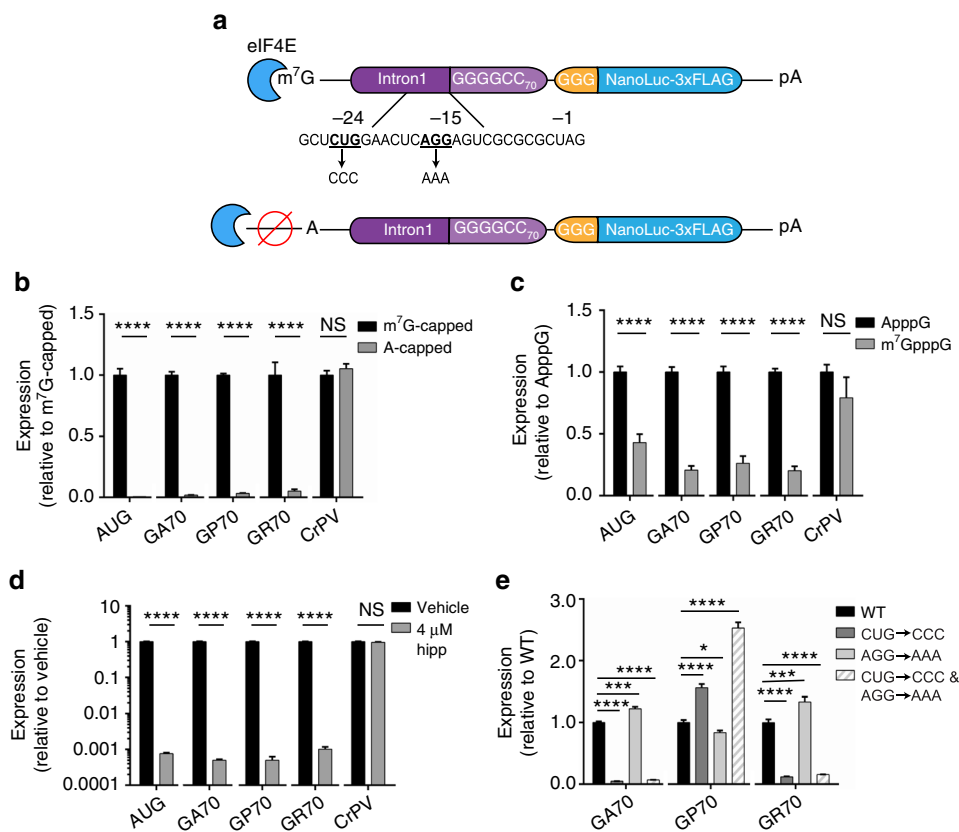 a
eIF4E
m⁷G
Intron1
GGGGCC₇₀
GGG
NanoLuc-3xFLAG
pA
–24
–15
–1
GCUCUGGAACUCAGGAGUCGCGCGCUAG
CCC
AAA
A
Intron1
GGGGCC₇₀
GGG
NanoLuc-3xFLAG
pA
b
Expression
(relative to m⁷G-capped)
1.5
1.0
0.5
0.0
**** **** **** **** NS
m⁷G-capped
A-capped
AUG GA70 GP70 GR70 CrPV
c
Expression
(relative to ApppG)
1.5
1.0
0.5
0.0
**** **** **** **** NS
ApppG
m⁷GpppG
AUG GA70 GP70 GR70 CrPV
d
Expression
(relative to vehicle)
10
1
0.1
0.01
0.001
0.0001
**** **** **** **** NS
Vehicle
4 μM
hipp
AUG GA70 GP70 GR70 CrPV
e
Expression
(relative to WT)
3.0
2.0
1.0
0.0
****
***
****
****
*
****
****
***
****
WT
CUG→CCC
AGG→AAA
CUG→CCC &
AGG→AAA
GA70 GP70 GR70